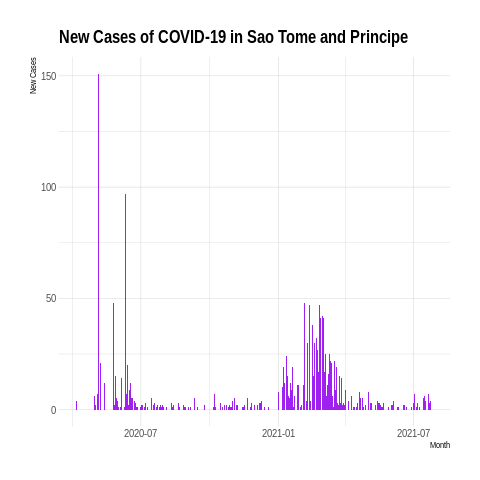 New Cases of COVID-19 in Sao Tome and Principe
New Cases
150
100
50
0
2020-07
2021-01
2021-07
Month